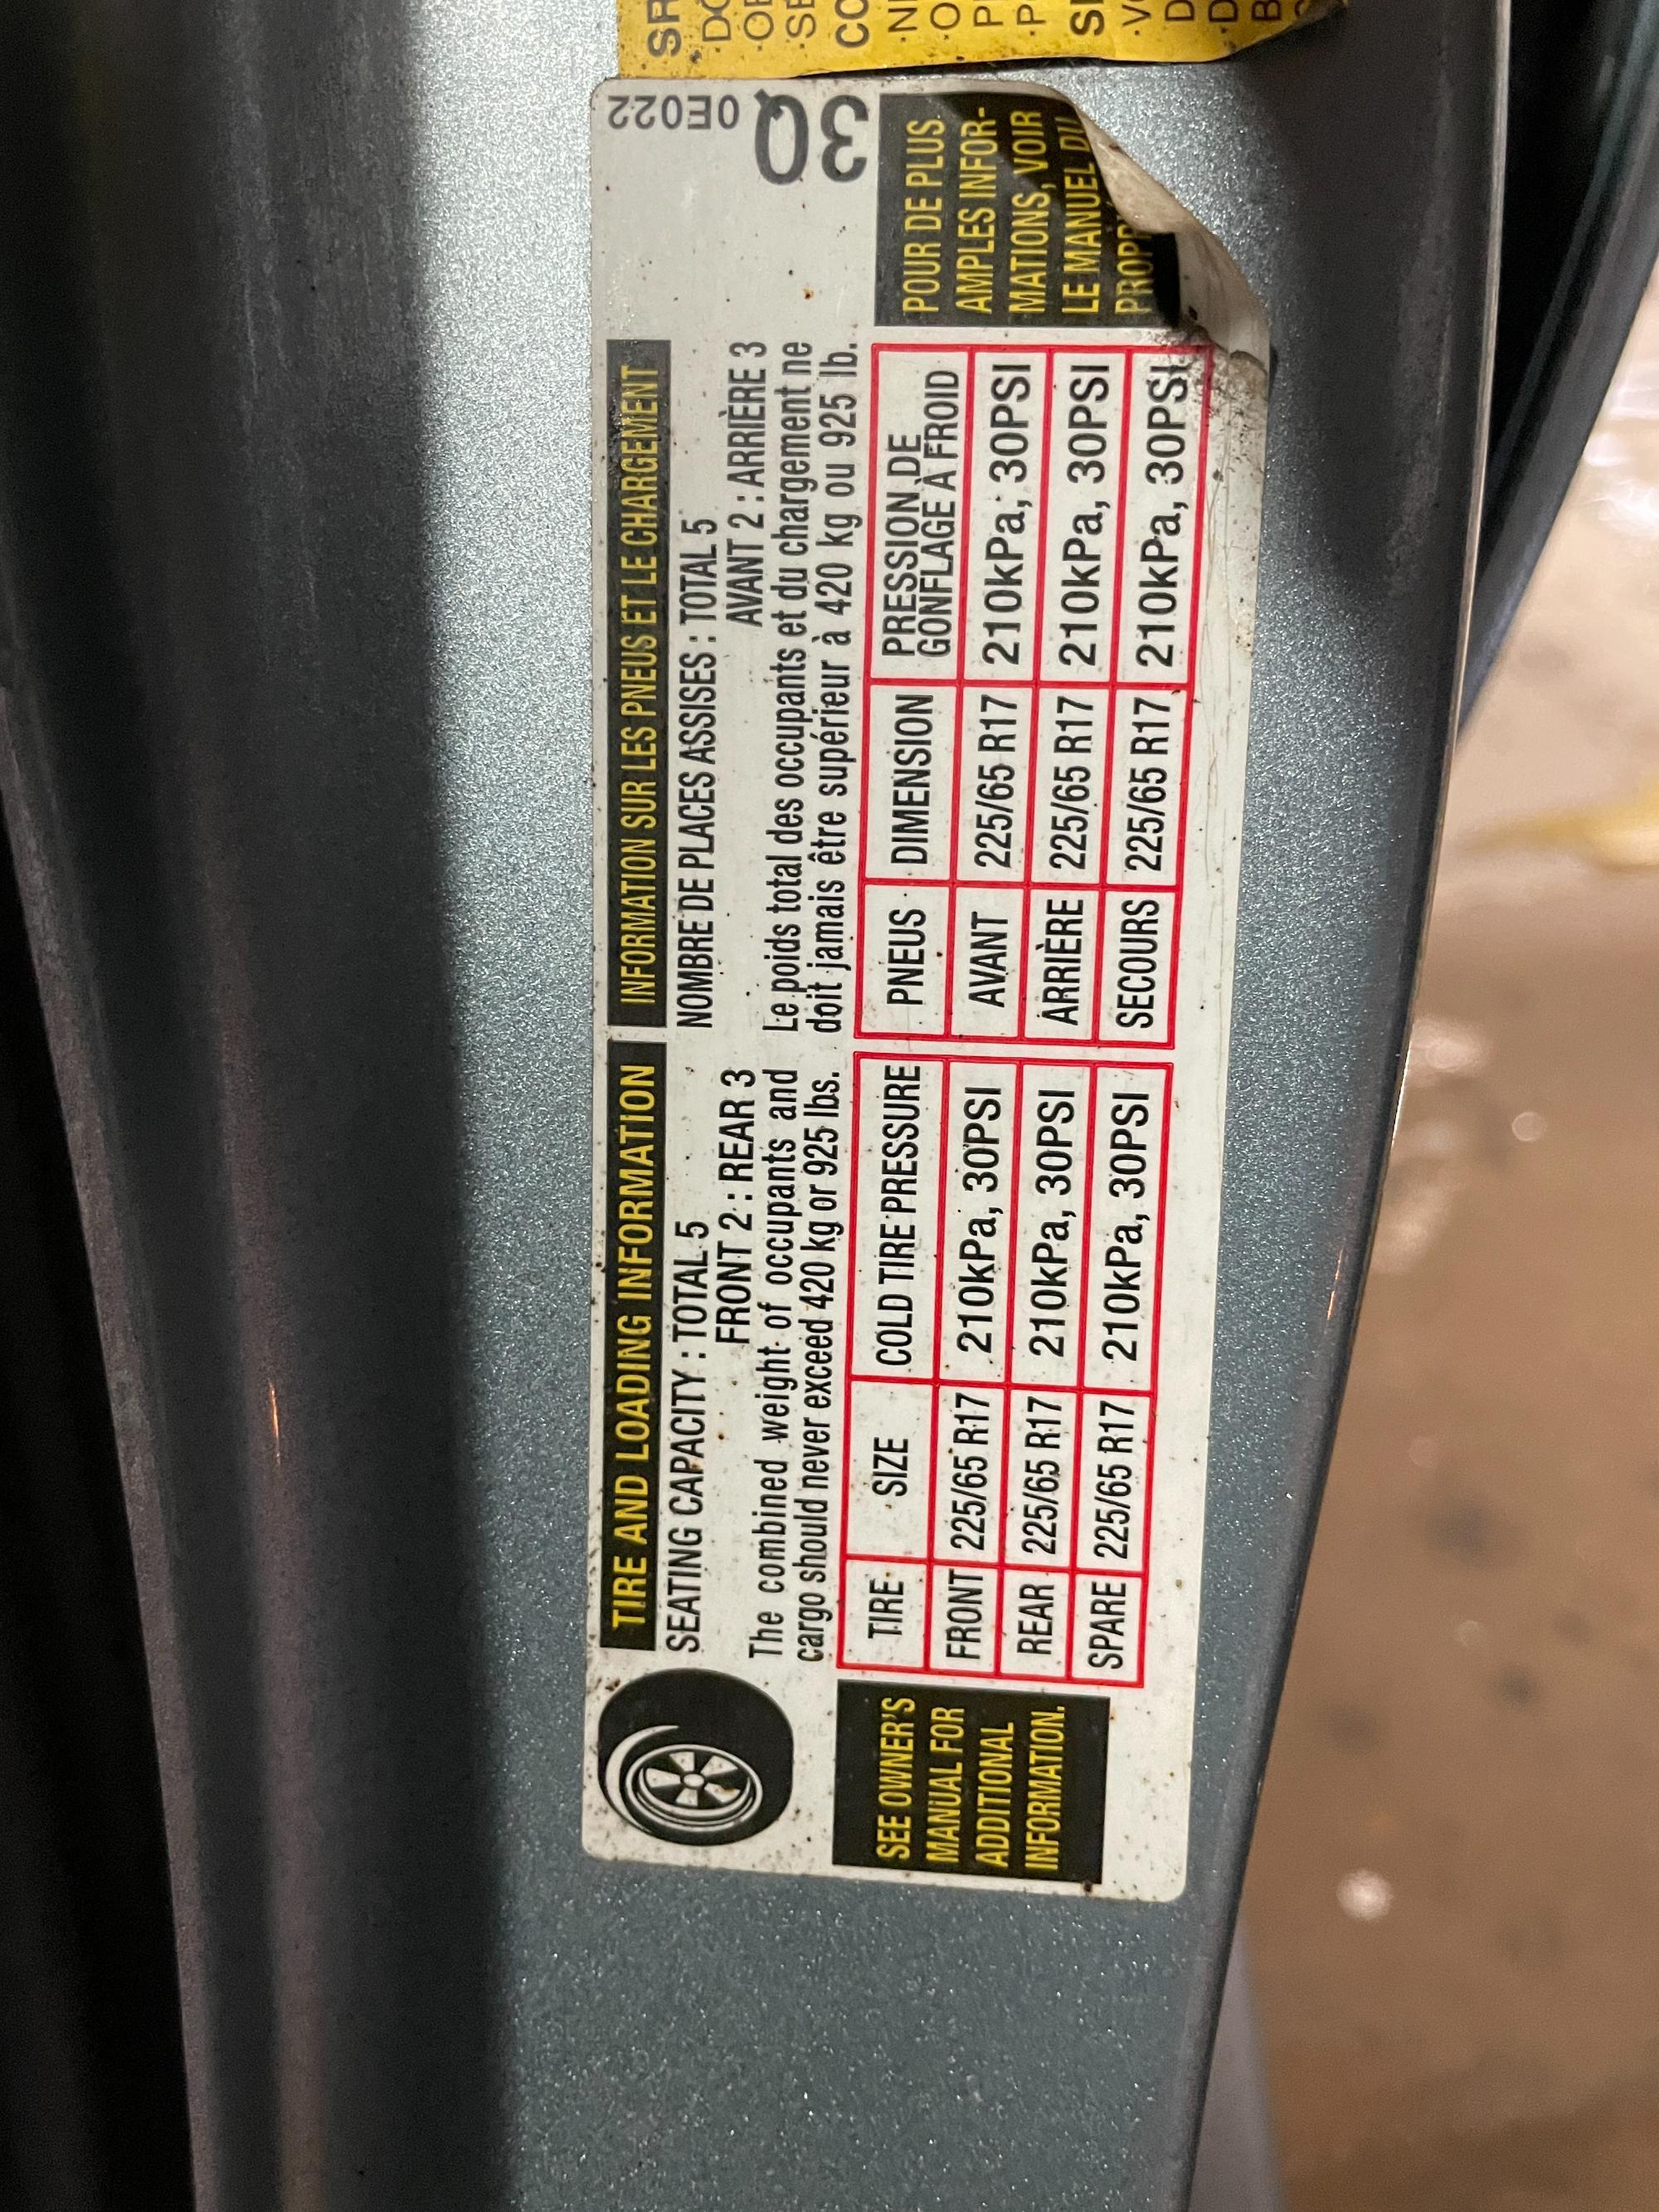 TIRE AND LOADING INFORMATION
SEATING CAPACITY : TOTAL 5
FRONT 2 : REAR 3
The combined weight of occupants and
cargo should never exceed 420 kg or 925 lbs.
TIRE SIZE COLD TIRE PRESSURE
FRONT 225/65 R17 210kPa, 30PSI
REAR 225/65 R17 210kPa, 30PSI
SPARE 225/65 R17 210kPa, 30PSI
SEE OWNER'S
MANUAL FOR
ADDITIONAL
INFORMATION.
INFORMATION SUR LES PNEUS ET LE CHARGEMENT
NOMBRE DE PLACES ASSISES : TOTAL 5
AVANT 2 : ARRIÈRE 3
Le poids total des occupants et du chargement ne
doit jamais être supérieur à 420 kg ou 925 lb.
PNEUS DIMENSION PRESSION DE
GONFLAGE À FROID
AVANT 225/65 R17 210kPa, 30PSI
ARRIÈRE 225/65 R17 210kPa, 30PSI
SECOURS 225/65 R17 210kPa, 30PSI
0E022
3Q
POUR DE PLUS
AMPLES INFOR-
MATIONS, VOIR
LE MANUEL DU